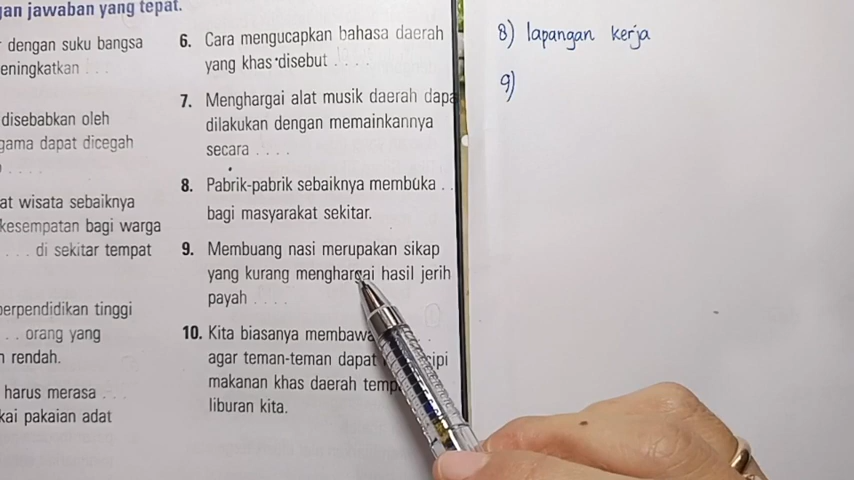 an jawaban yang tepat.
dengan suku bangsa
eningkatkan . . .
disebabkan oleh
gama dapat dicegah
. . . .
at wisata sebaiknya
kesempatan bagi warga
. . . di sekitar tempat
erpendidikan tinggi
. . orang yang
rendah.
harus merasa . . .
kai pakaian adat
6. Cara mengucapkan bahasa daerah
yang khas disebut . . . .
7. Menghargai alat musik daerah dapa
dilakukan dengan memainkannya
secara . . . .
8. Pabrik-pabrik sebaiknya membuka . .
bagi masyarakat sekitar.
9. Membuang nasi merupakan sikap
yang kurang menghargai hasil jerih
payah . . . .
10. Kita biasanya membawa
agar teman-teman dapat cipi
makanan khas daerah temp
liburan kita.
8) lapangan kerja
9)